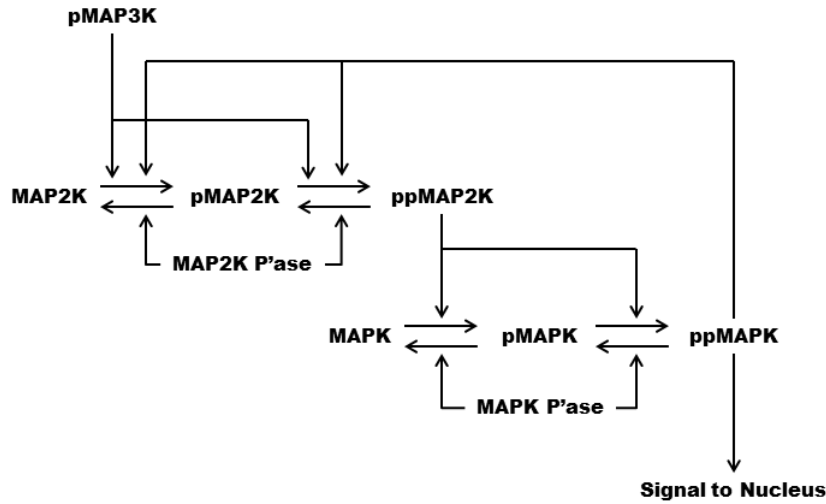 pMAP3K
MAP2K pMAP2K ppMAP2K
MAP2K P'ase
MAPK pMAPK ppMAPK
MAPK P'ase
Signal to Nucleus